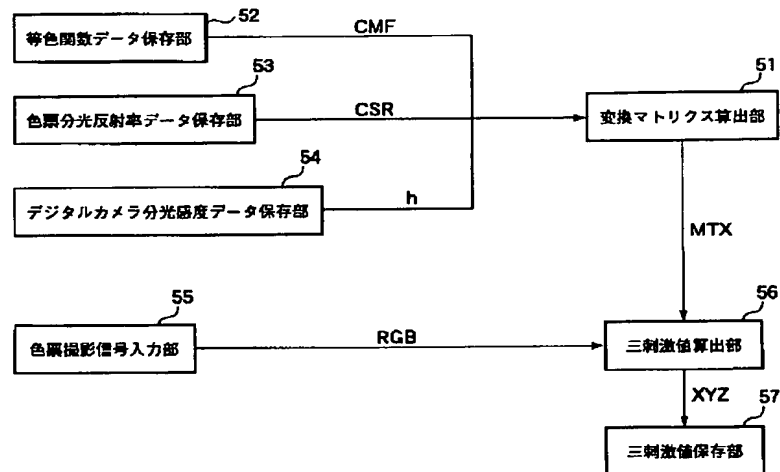 52
等色関数データ保存部
CMF
53
色票分光反射率データ保存部
CSR
51
変換マトリクス算出部
54
デジタルカメラ分光感度データ保存部
h
MTX
55
色票撮影信号入力部
RGB
56
三刺激値算出部
XYZ
57
三刺激値保存部